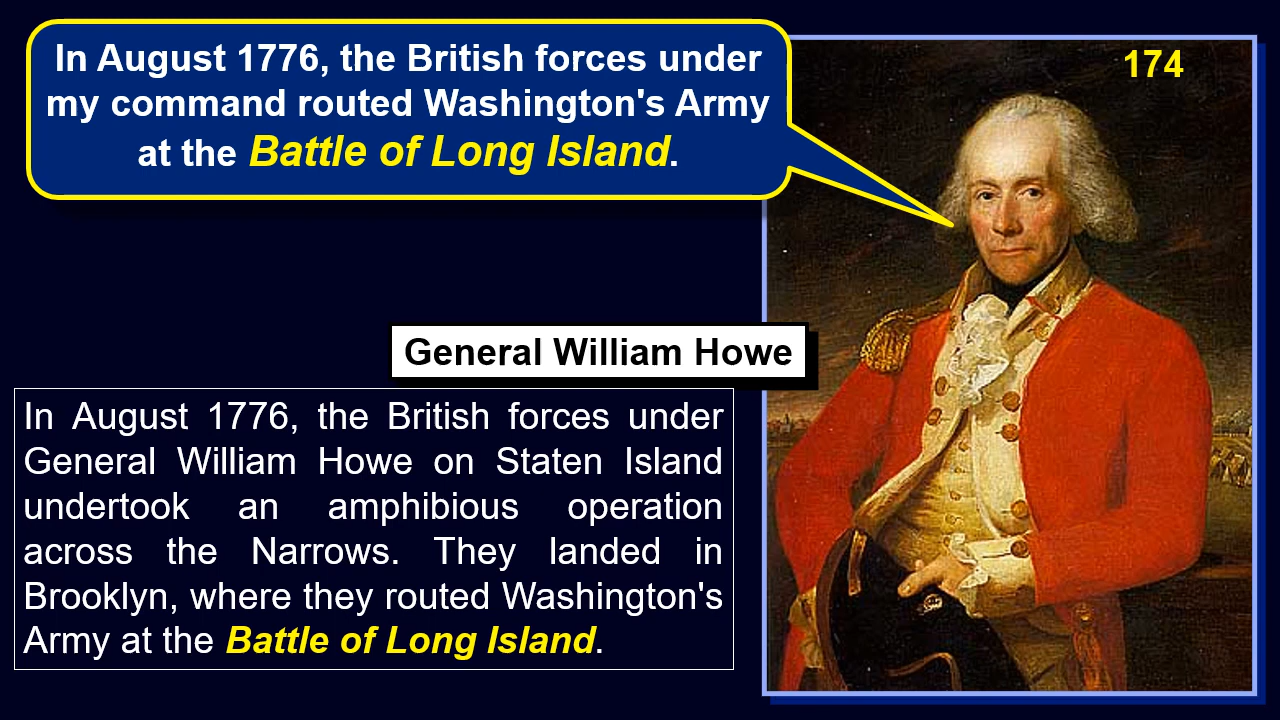 In August 1776, the British forces under
my command routed Washington's Army
at the Battle of Long Island.
174
General William Howe
In August 1776, the British forces under
General William Howe on Staten Island
undertook an amphibious operation
across the Narrows. They landed in
Brooklyn, where they routed Washington's
Army at the Battle of Long Island.